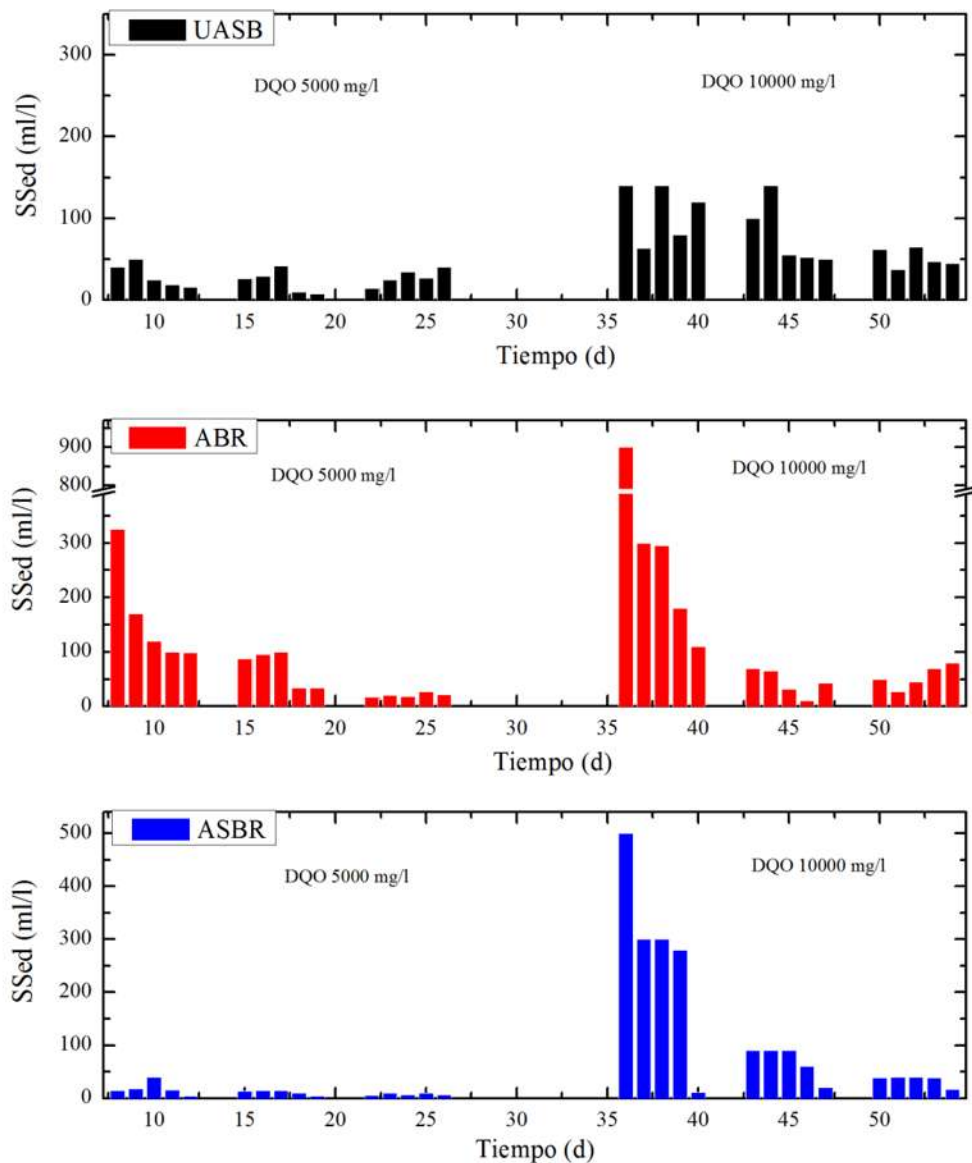 UASB
DQO 5000 mg/l
DQO 10000 mg/l
SSed (ml/l)
300
200
100
0
10 15 20 25 30 35 40 45 50
Tiempo (d)
ABR
DQO 5000 mg/l
DQO 10000 mg/l
SSed (ml/l)
900
800
300
200
100
0
10 15 20 25 30 35 40 45 50
Tiempo (d)
ASBR
DQO 5000 mg/l
DQO 10000 mg/l
SSed (ml/l)
500
400
300
200
100
0
10 15 20 25 30 35 40 45 50
Tiempo (d)